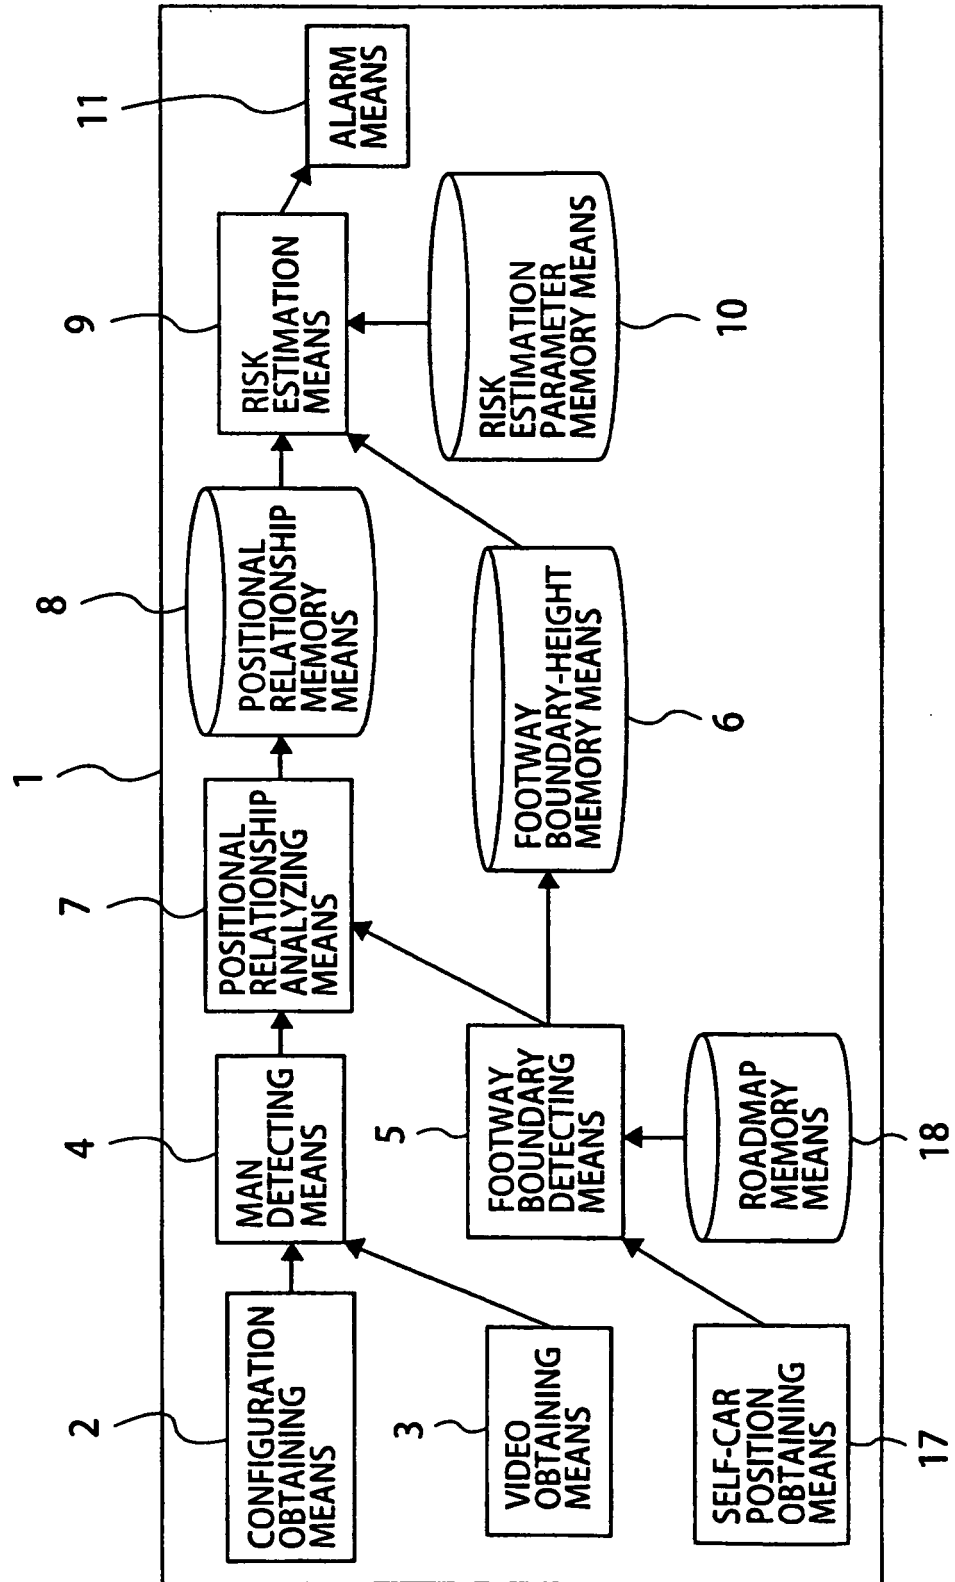 1
2
CONFIGURATION
OBTAINING
MEANS
4
MAN
DETECTING
MEANS
7
POSITIONAL
RELATIONSHIP
ANALYZING
MEANS
8
POSITIONAL
RELATIONSHIP
MEMORY
MEANS
9
RISK
ESTIMATION
MEANS
11
ALARM
MEANS
3
VIDEO
OBTAINING
MEANS
5
FOOTWAY
BOUNDARY
DETECTING
MEANS
FOOTWAY
BOUNDARY-HEIGHT
MEMORY MEANS
6
RISK
ESTIMATION
PARAMETER
MEMORY MEANS
10
SELF-CAR
POSITION
OBTAINING
MEANS
17
ROADMAP
MEMORY
MEANS
18